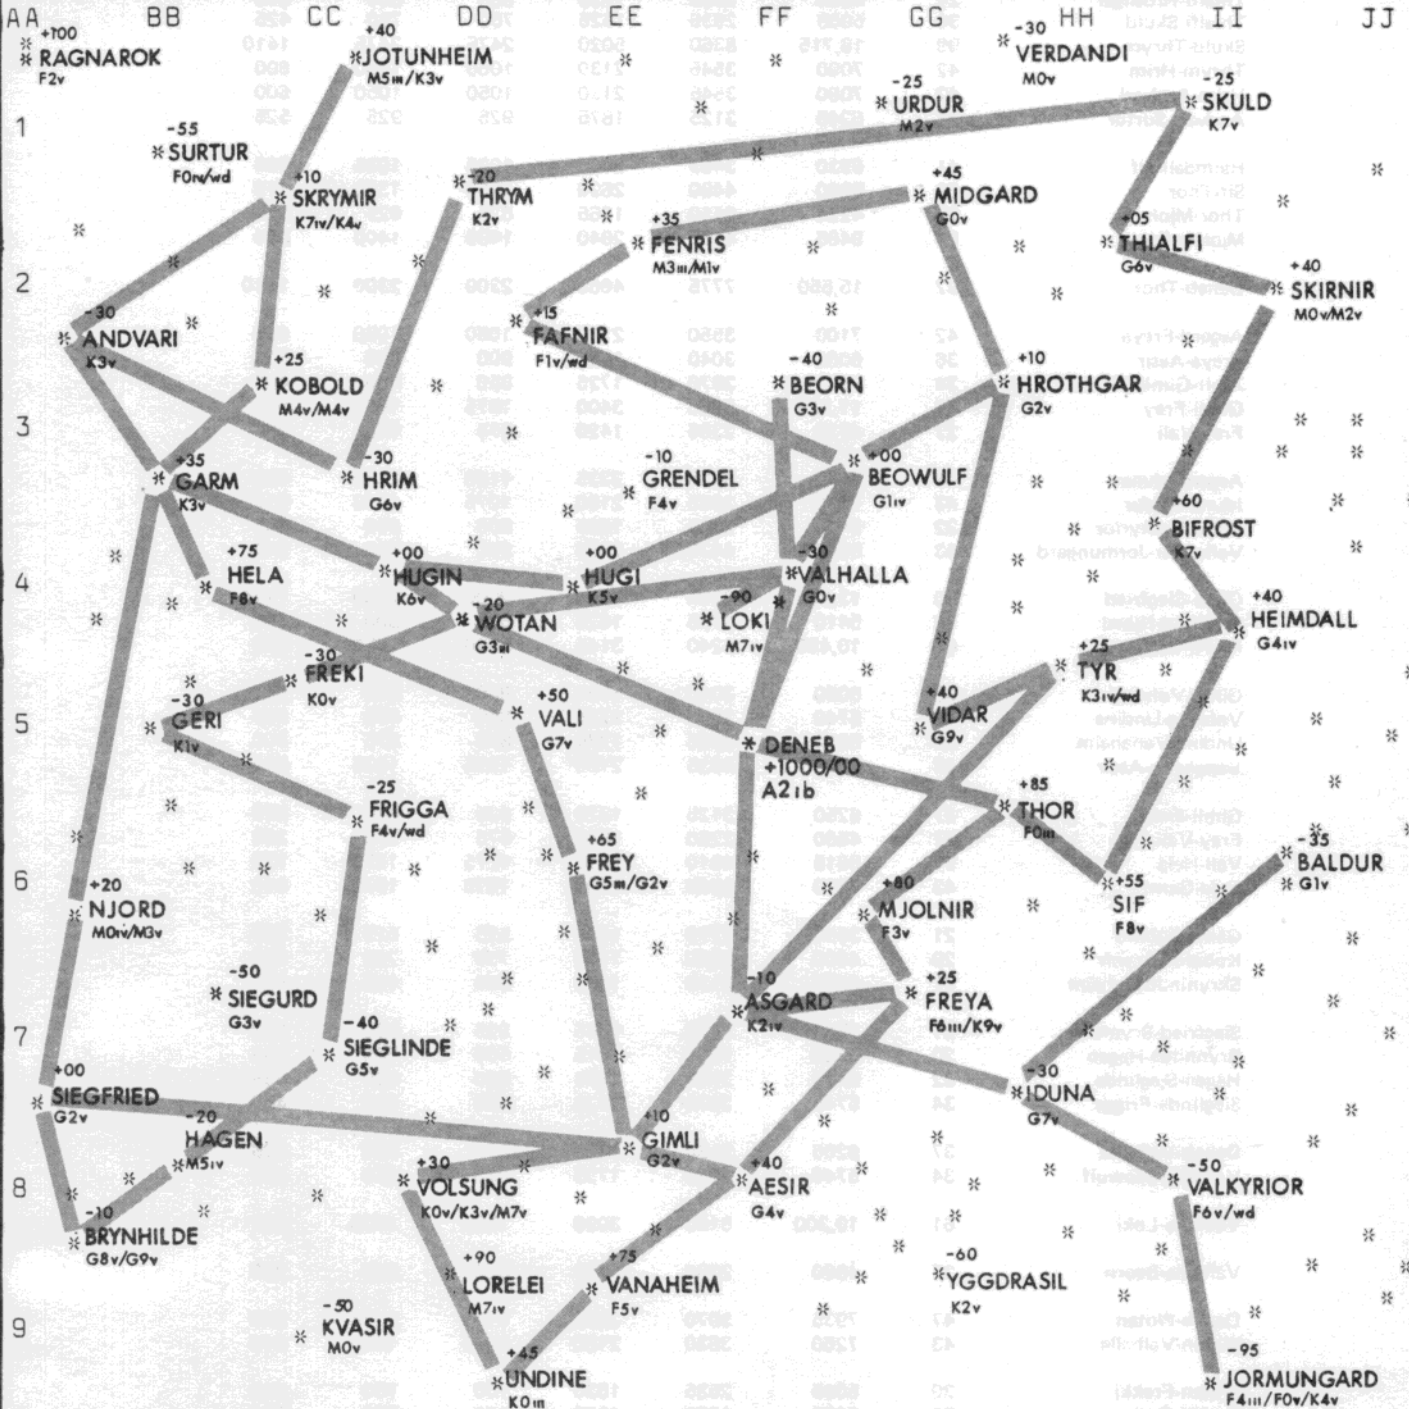 AA BB CC DD EE FF GG HH II JJ
+100
RAGNAROK
F2v
+40
JOTUNHEIM
M5III/K3v
-30
VERDANDI
M0v
-25
URDUR
M2v
-25
SKULD
K7v
1
-55
SURTUR
F0IV/wd
+10
SKRYMIR
K7IV/K4v
-20
THRYM
K2v
+45
MIDGARD
G0v
+35
FENRIS
M3III/M1v
+05
THIALFI
G6v
2
+40
SKIRNIR
M0v/M2v
-30
ANDVARI
K3v
+15
FAFNIR
F1v/wd
+25
KOBOLD
M4v/M4v
-40
BEORN
G3v
+10
HROTHGAR
G2v
3
+35
GARM
K3v
-30
HRIM
G6v
-10
GRENDEL
F4v
+00
BEOWULF
G1IV
+60
BIFROST
K7v
4
+75
HELA
F8v
+00
HUGIN
K6v
+00
HUGI
K5v
-30
VALHALLA
G0v
-20
WOTAN
G3III
-90
LOKI
M7IV
+40
HEIMDALL
G4IV
-30
FREKI
K0v
+25
TYR
K3IV/wd
5
-30
GERI
K1v
+50
VALI
G7v
+40
VIDAR
G9v
DENEB
+1000/00
A2Ib
-25
FRIGGA
F4v/wd
+85
THOR
F0III
6
+65
FREY
G5III/G2v
-35
BALDUR
G1v
+20
NJORD
M0IV/M3v
+80
MJOLNIR
F3v
+55
SIF
F8v
-50
SIEGURD
G3v
-10
ASGARD
K2IV
+25
FREYA
F6III/K9v
7
-40
SIEGLINDE
G5v
+00
SIEGFRIED
G2v
-30
IDUNA
G7v
-20
HAGEN
M5IV
+10
GIMLI
G2v
8
+30
VOLSUNG
K0v/K3v/M7v
+40
AESIR
G4v
-50
VALKYRIOR
F6v/wd
-10
BRYNHILDE
G8v/G9v
+90
LORELEI
M7IV
+75
VANAHEIM
F5v
-60
YGGDRASIL
K2v
9
-50
KVASIR
M0v
+45
UNDINE
K0III
-95
JORMUNGARD
F4III/F0v/K4v